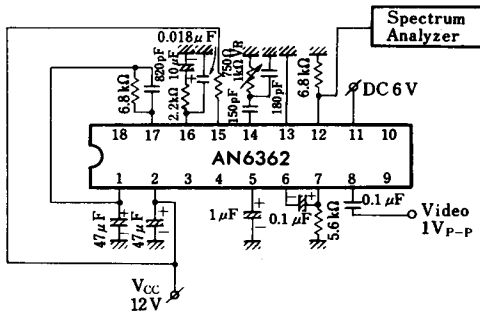 Spectrum
Analyzer
0.018μF
820pF
10μF
750Ω
VR
1kΩ
6.8kΩ
2.2kΩ
150pF
180pF
6.8kΩ
DC 6V
18 17 16 15 14 13 12 11 10
AN6362
1 2 3 4 5 6 7 8 9
+
−
47μF
+
−
47μF
1μF
+
−
−
+
0.1μF
5.6kΩ
0.1μF
Video
1V P-P
VCC
12V